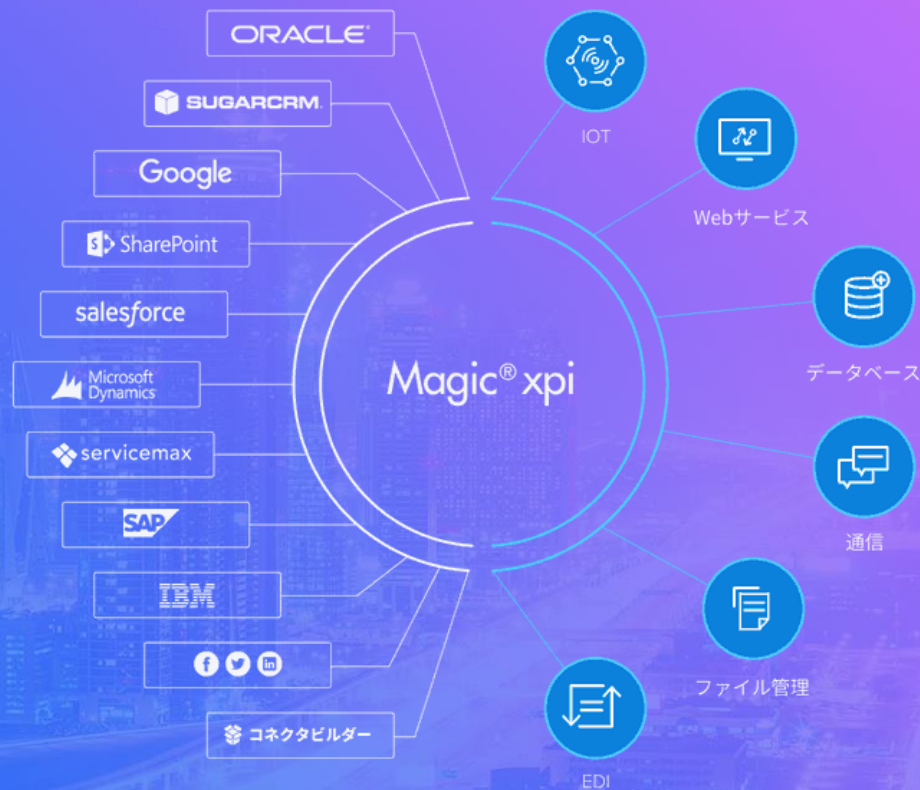 ORACLE
SUGARCRM.
Google
SharePoint
salesforce
Microsoft
Dynamics
servicemax
SAP
IBM
コネクタビルダー
Magic® xpi
IOT
Webサービス
データベース
通信
ファイル管理
EDI